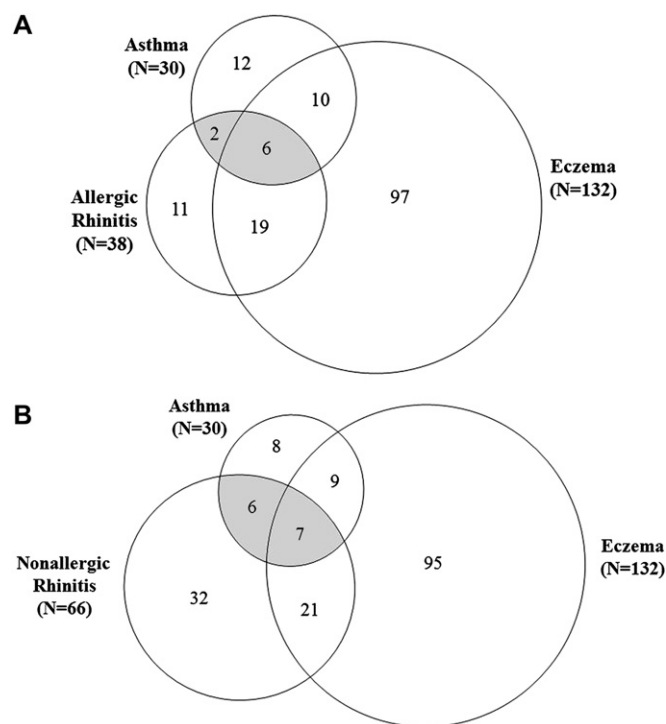 A
Asthma
(N=30)
12
10
2
6
Allergic
Rhinitis
(N=38)
11
19
97
Eczema
(N=132)
B
Asthma
(N=30)
8
9
6
7
Nonallergic
Rhinitis
(N=66)
32
21
95
Eczema
(N=132)